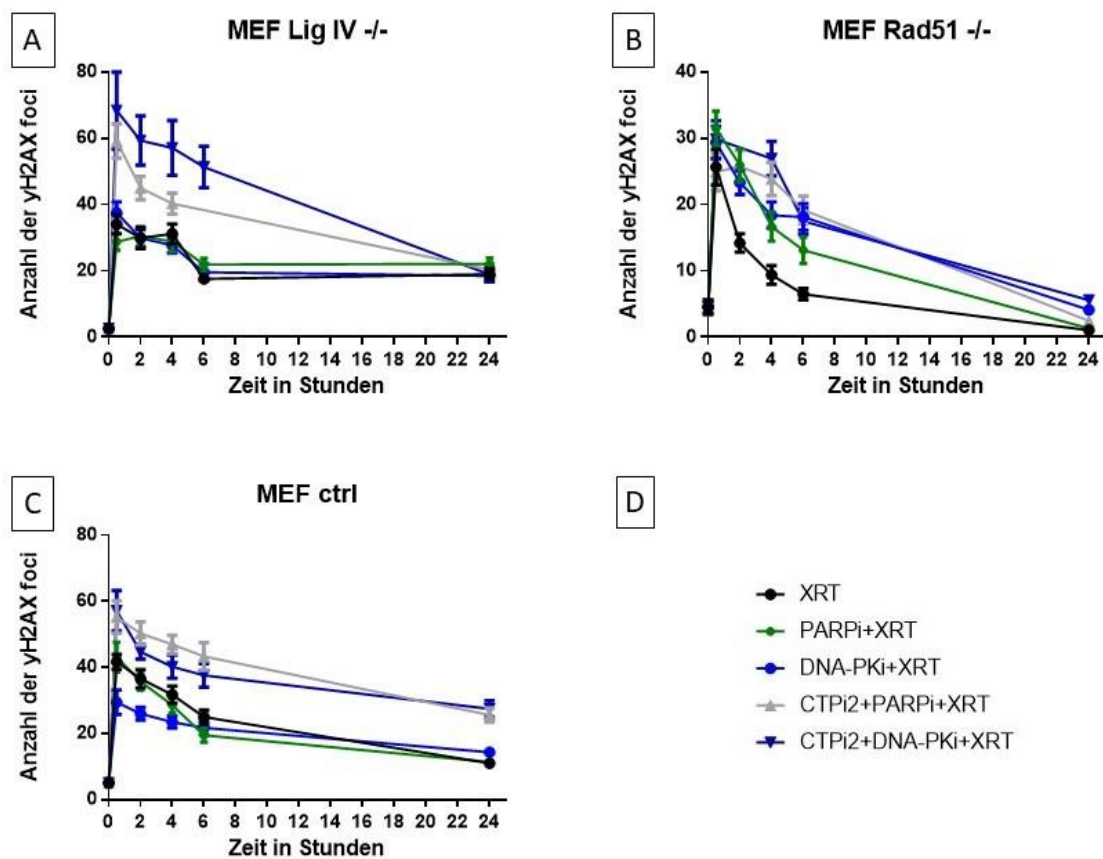 A
MEF Lig IV -/-
Anzahl der yH2AX foci
80
60
40
20
0
0 2 4 6 8 10 12 14 16 18 20 22 24
Zeit in Stunden
B
MEF Rad51 -/-
Anzahl der yH2AX foci
40
30
20
10
0
0 2 4 6 8 10 12 14 16 18 20 22 24
Zeit in Stunden
C
MEF ctrl
Anzahl der yH2AX foci
80
60
40
20
0
0 2 4 6 8 10 12 14 16 18 20 22 24
Zeit in Stunden
D
XRT
PARPi+XRT
DNA-PKi+XRT
CTPi2+PARPi+XRT
CTPi2+DNA-PKi+XRT